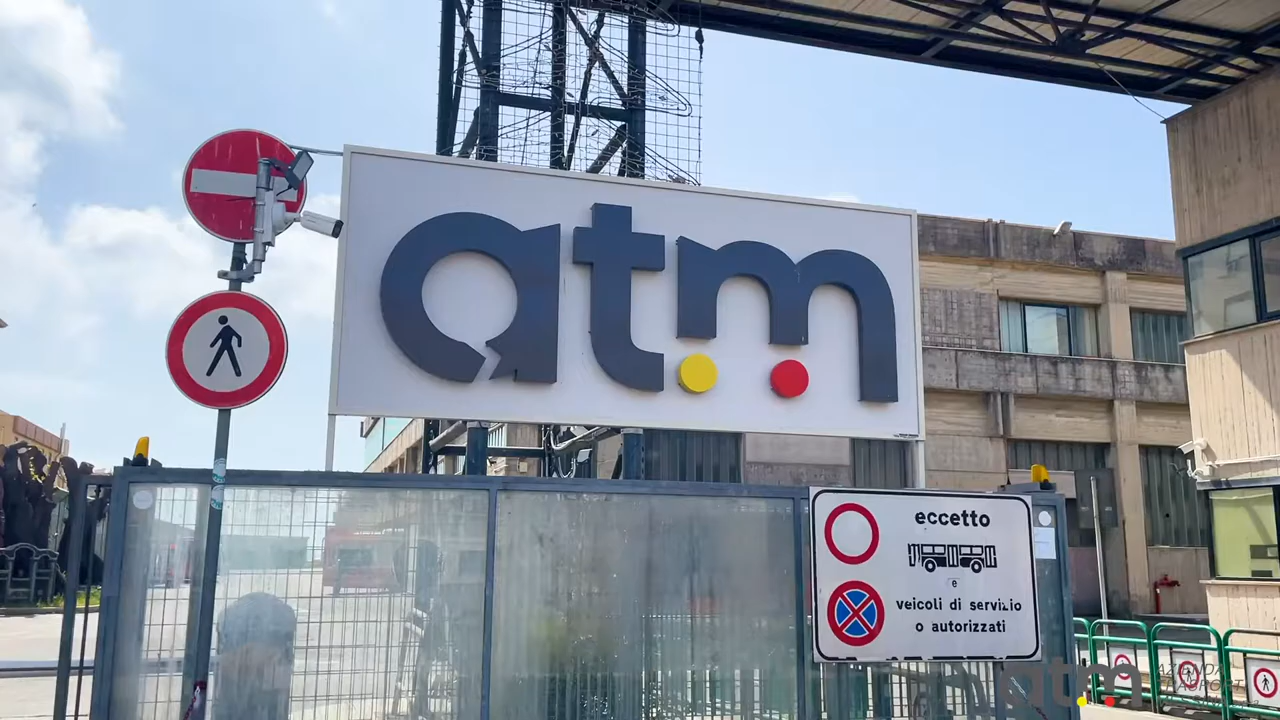 atm
eccetto
e
veicoli di servizio
o autorizzati
atm